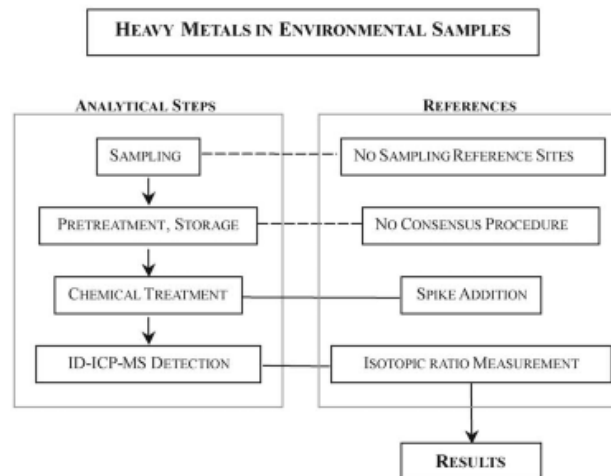 HEAVY METALS IN ENVIRONMENTAL SAMPLES
ANALYTICAL STEPS
REFERENCES
SAMPLING
NO SAMPLING REFERENCE SITES
PRETREATMENT, STORAGE
NO CONSENSUS PROCEDURE
CHEMICAL TREATMENT
SPIKE ADDITION
ID-ICP-MS DETECTION
ISOTOPIC RATIO MEASUREMENT
RESULTS